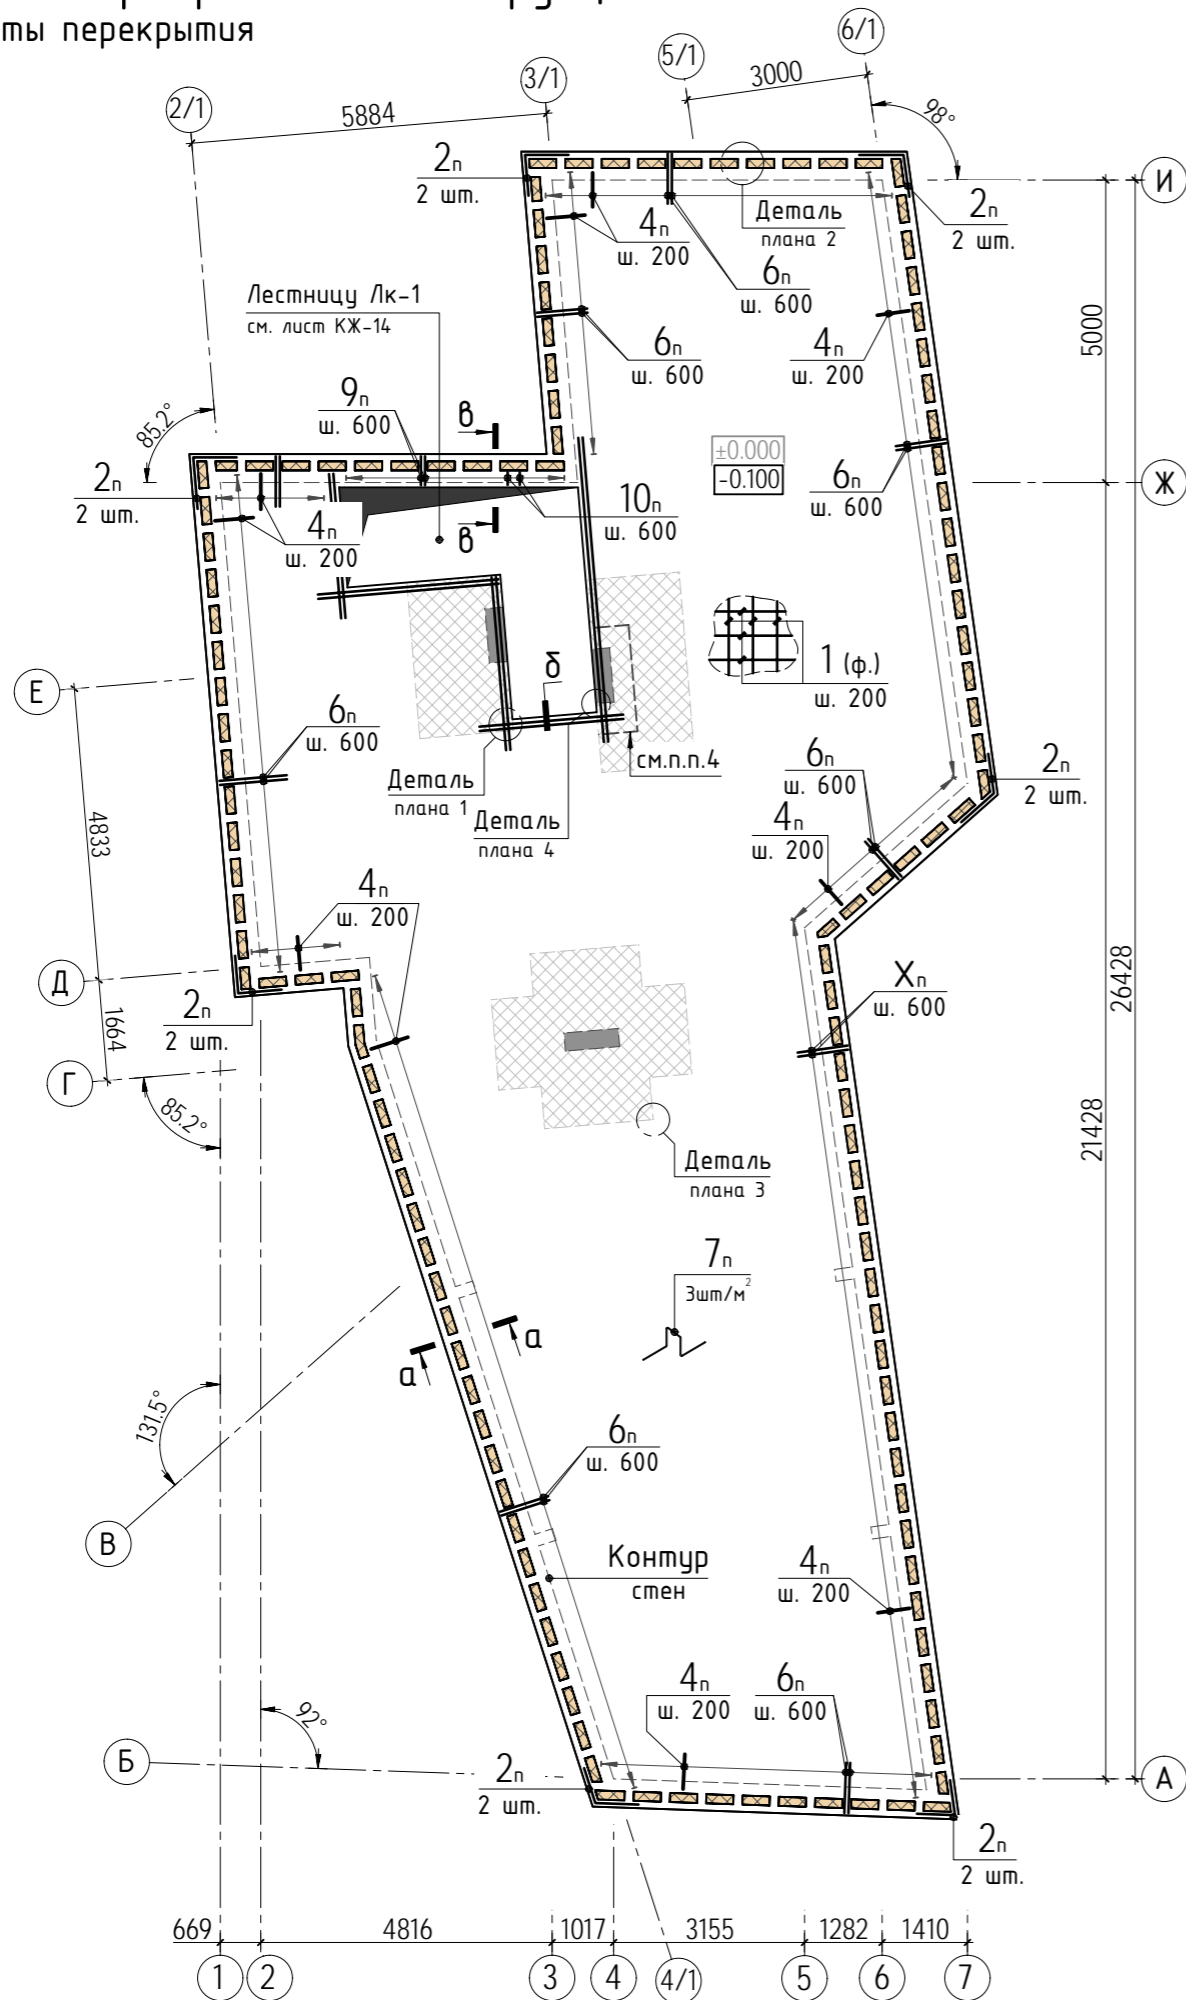 ты перекрытия
6/1
5/1
3/1
2/1
3000
5884
98°
2п
2 шт.
И
4п
ш. 200
Деталь
плана 2
2п
2 шт.
6п
ш. 600
Лестницу Лк-1
см. лист КЖ-14
6п
ш. 600
4п
ш. 200
5000
9п
ш. 600
в
85.2°
±0.000
-0.100
2п
2 шт.
6п
ш. 600
Ж
4п
ш. 200
в
10п
ш. 600
1 (ф.)
ш. 200
δ
Е
6п
ш. 600
см.п.п.4
6п
ш. 600
2п
2 шт.
Деталь
плана 1
Деталь
плана 4
4п
ш. 200
4833
4п
ш. 200
Д
26428
Xп
ш. 600
2п
2 шт.
1664
Г
85.2°
21428
Деталь
плана 3
7п
3шт/м²
а
а
131.5°
6п
ш. 600
В
Контур
стен
4п
ш. 200
4п
ш. 200
6п
ш. 600
92°
Б
2п
2 шт.
А
2п
2 шт.
669
4816
1017
3155
1282
1410
1
2
3
4
4/1
5
6
7